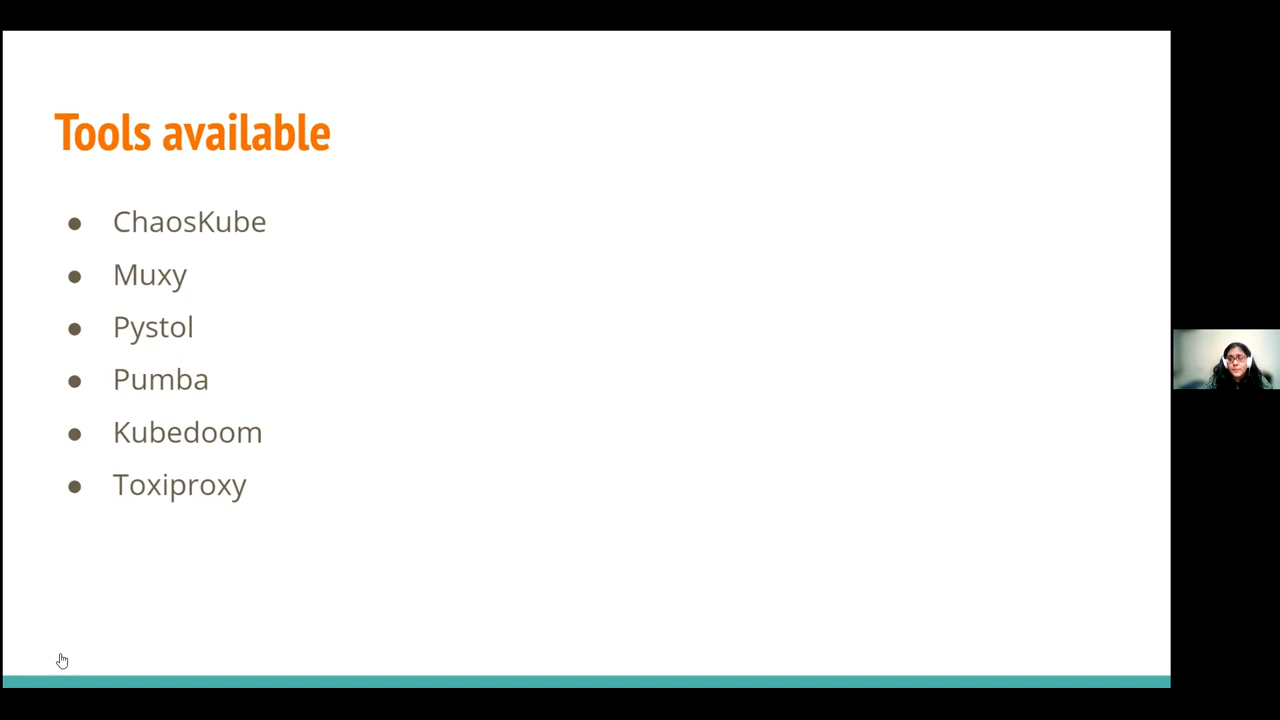 Tools available
● ChaosKube
● Muxy
● Pystol
● Pumba
● Kubedoom
● Toxiproxy